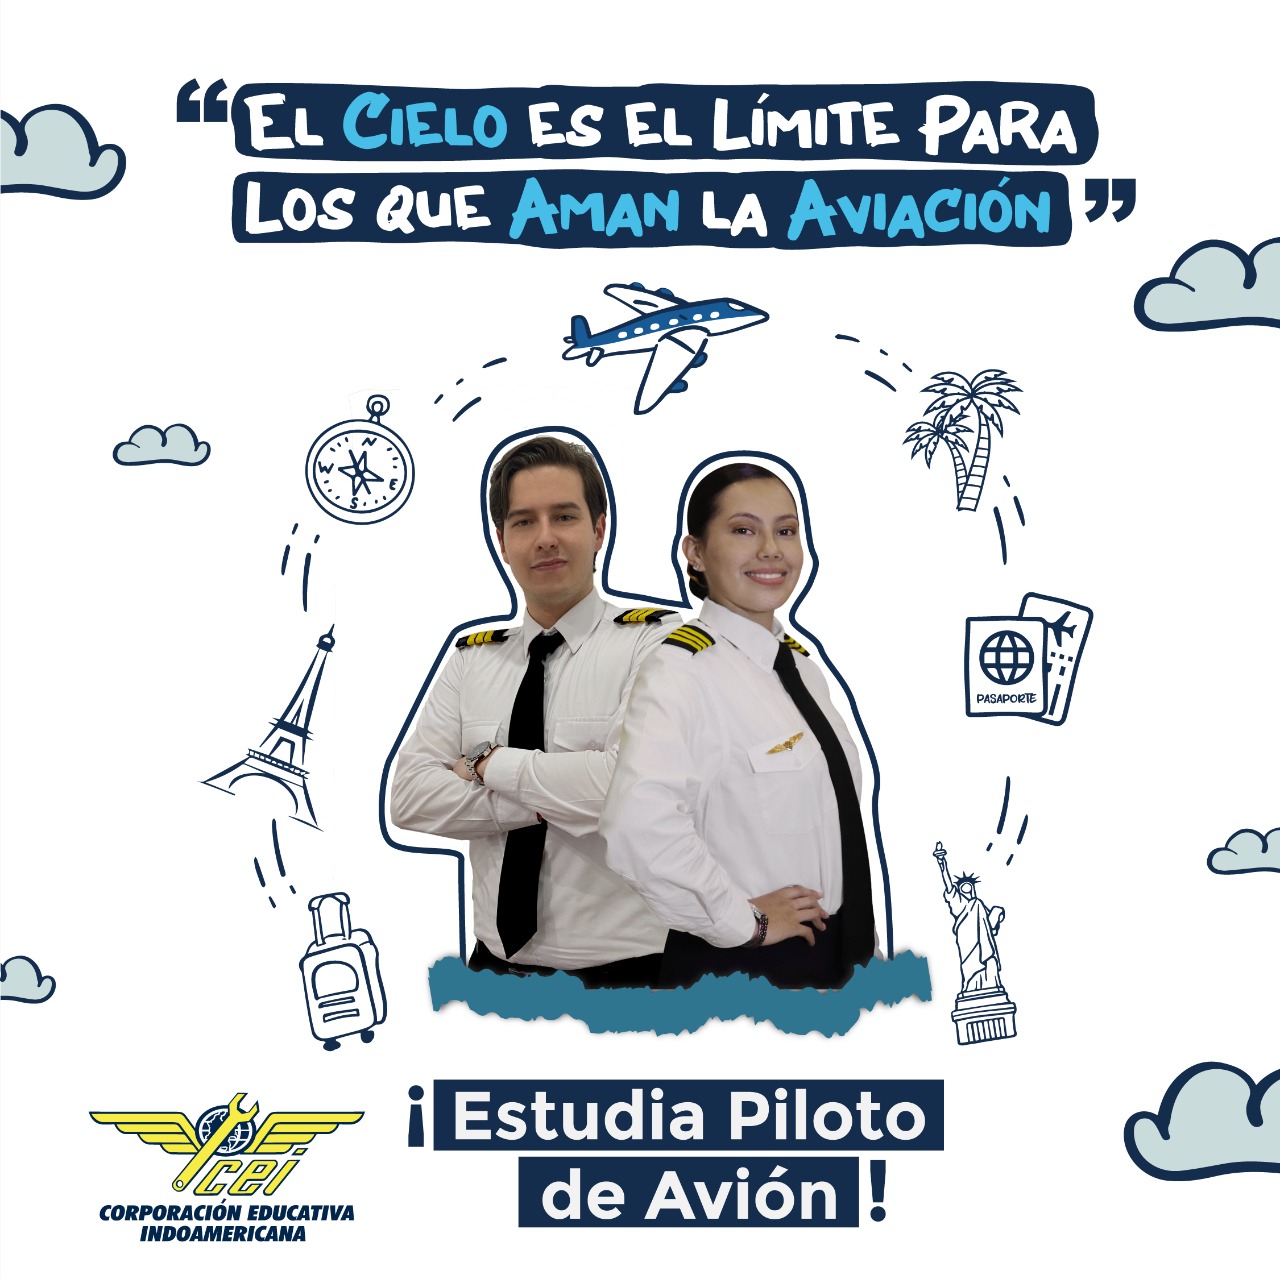 “El Cielo es el Límite Para
los que Aman la Aviación”
N
W
E
S
PASAPORTE
¡Estudia Piloto
de Avión!
cei
CORPORACIÓN EDUCATIVA
INDOAMERICANA